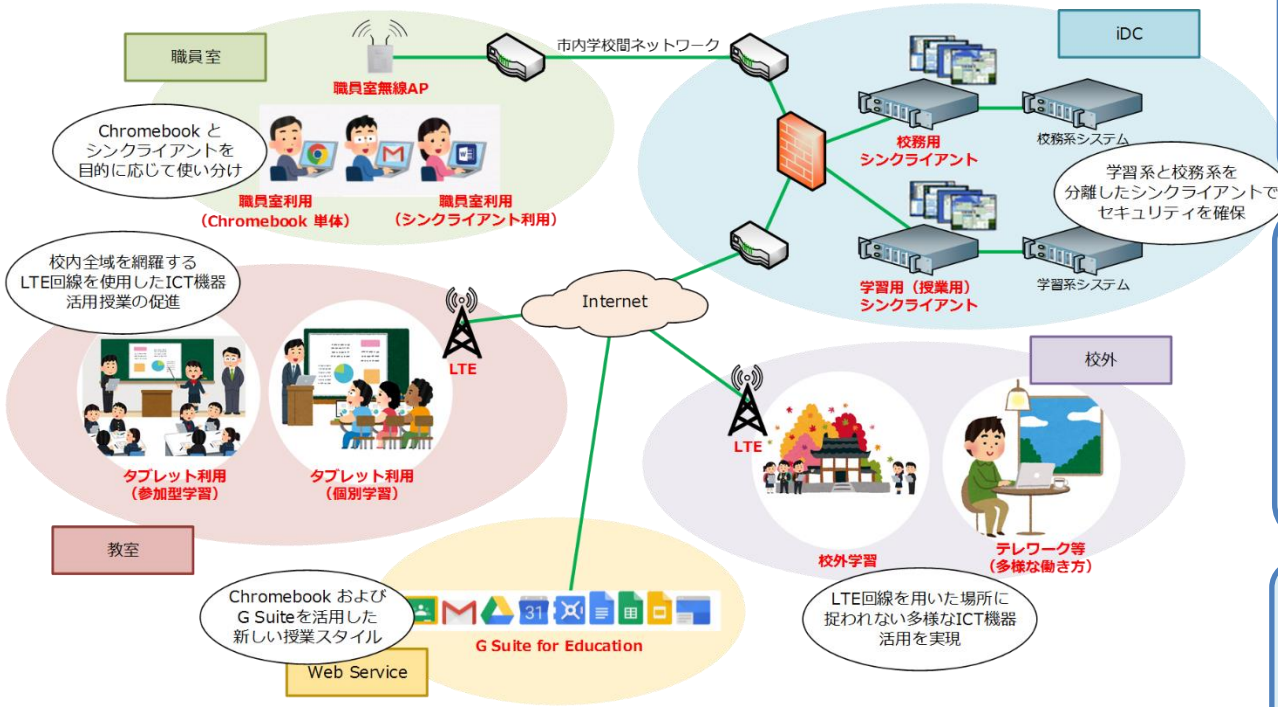 職員室
職員室無線AP
市内学校間ネットワーク
iDC
Chromebook と
シンクライアントを
目的に応じて使い分け
職員室利用
（Chromebook 単体）
職員室利用
（シンクライアント利用）
校務用
シンクライアント
校務系システム
学習系と校務系を
分離したシンクライアントで
セキュリティを確保
学習用（授業用）
シンクライアント
学習系システム
校内全域を網羅する
LTE回線を使用したICT機器
活用授業の促進
LTE
Internet
タブレット利用
（参加型学習）
タブレット利用
（個別学習）
教室
校外
LTE
校外学習
テレワーク等
（多様な働き方）
LTE回線を用いた場所に
捉われない多様なICT機器
活用を実現
Chromebook および
G Suiteを活用した
新しい授業スタイル
31
G Suite for Education
Web Service